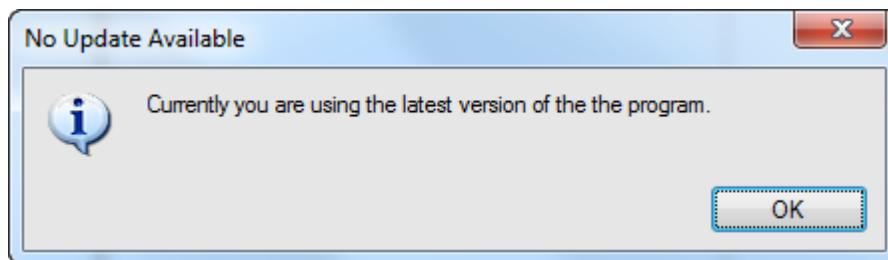 No Update Available
Currently you are using the latest version of the the program.
OK